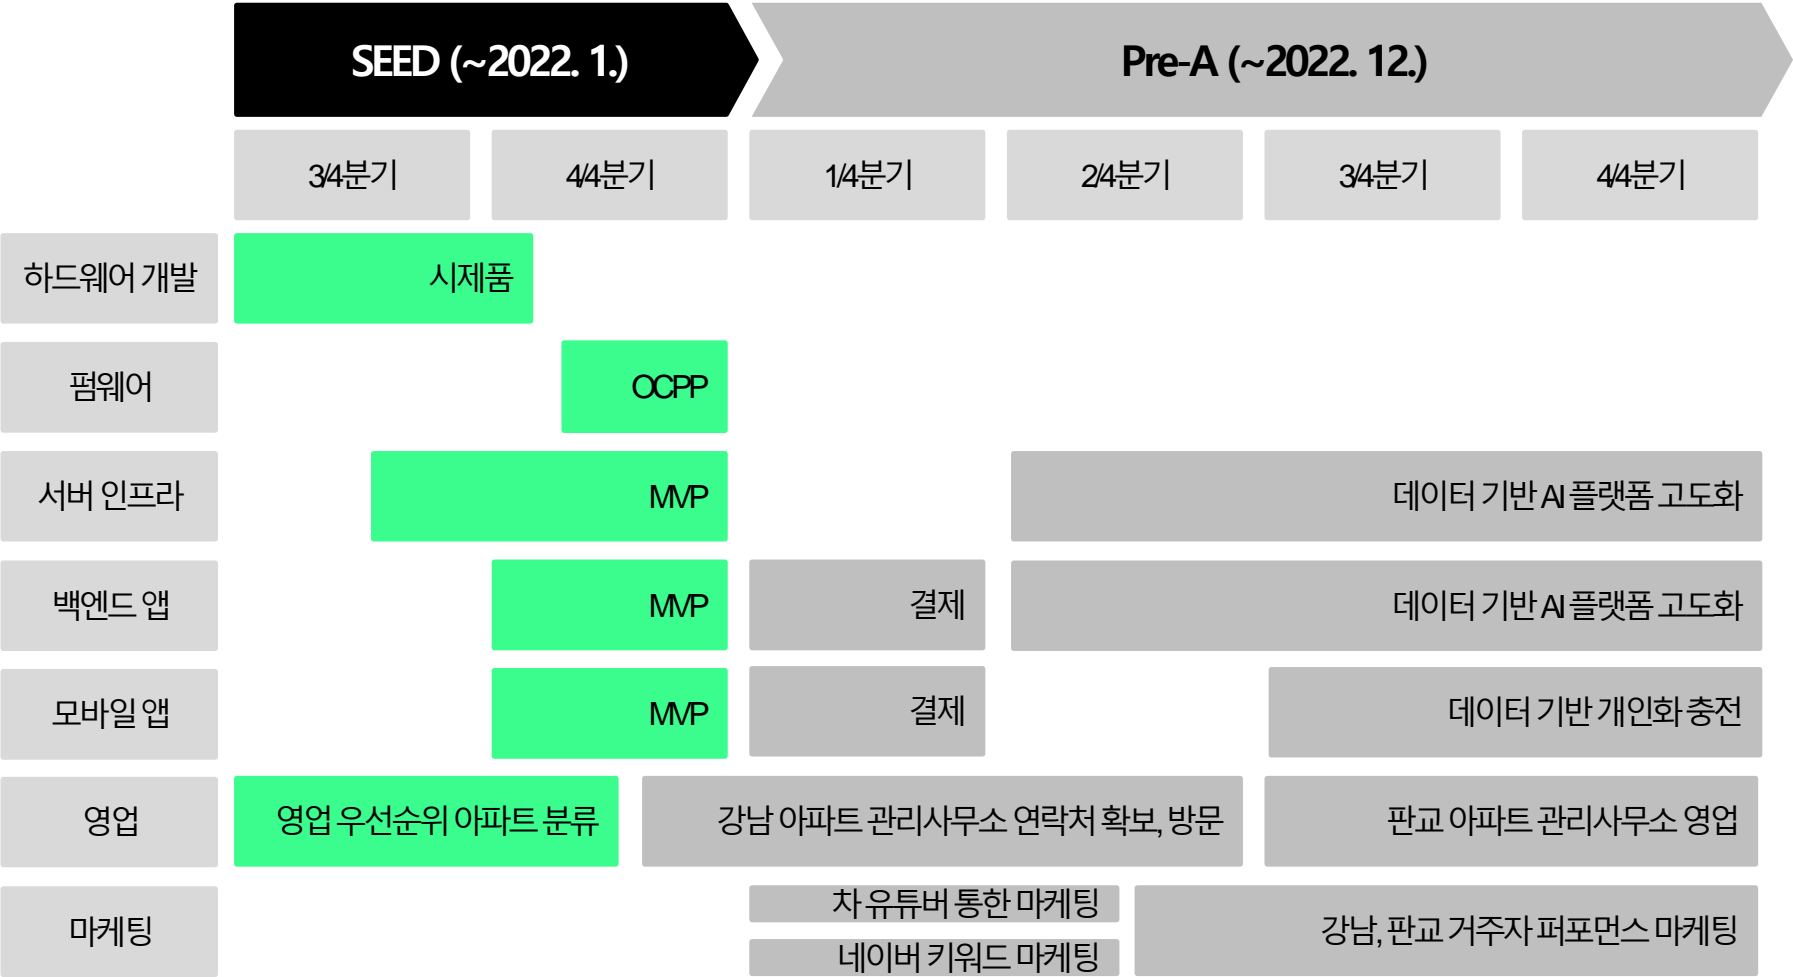 SEED (~2022. 1.)
Pre-A (~2022. 12.)
3/4분기
4/4분기
1/4분기
2/4분기
3/4분기
4/4분기
하드웨어 개발
시제품
펌웨어
OCPP
서버 인프라
MVP
데이터 기반 AI 플랫폼 고도화
백엔드 앱
MVP
결제
데이터 기반 AI 플랫폼 고도화
모바일 앱
MVP
결제
데이터 기반 개인화 충전
영업
영업 우선순위 아파트 분류
강남 아파트 관리사무소 연락처 확보, 방문
판교 아파트 관리사무소 영업
마케팅
차 유튜버 통한 마케팅
네이버 키워드 마케팅
강남, 판교 거주자 퍼포먼스 마케팅